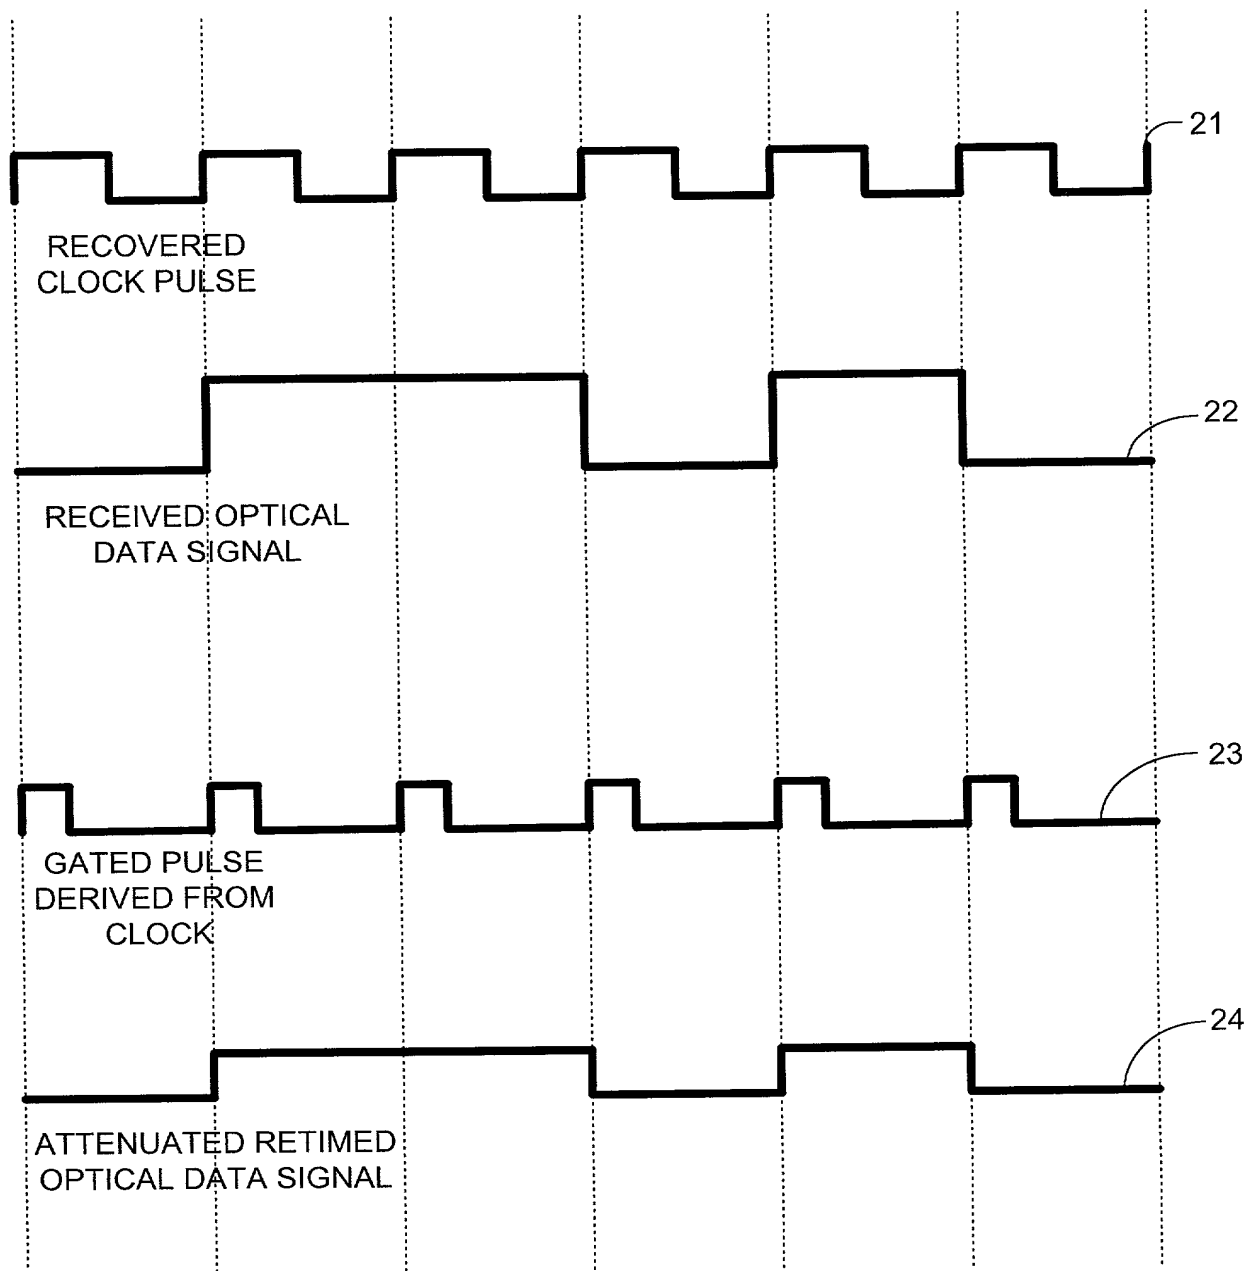 21
RECOVERED
CLOCK PULSE
22
RECEIVED OPTICAL
DATA SIGNAL
23
GATED PULSE
DERIVED FROM
CLOCK
24
ATTENUATED RETIMED
OPTICAL DATA SIGNAL